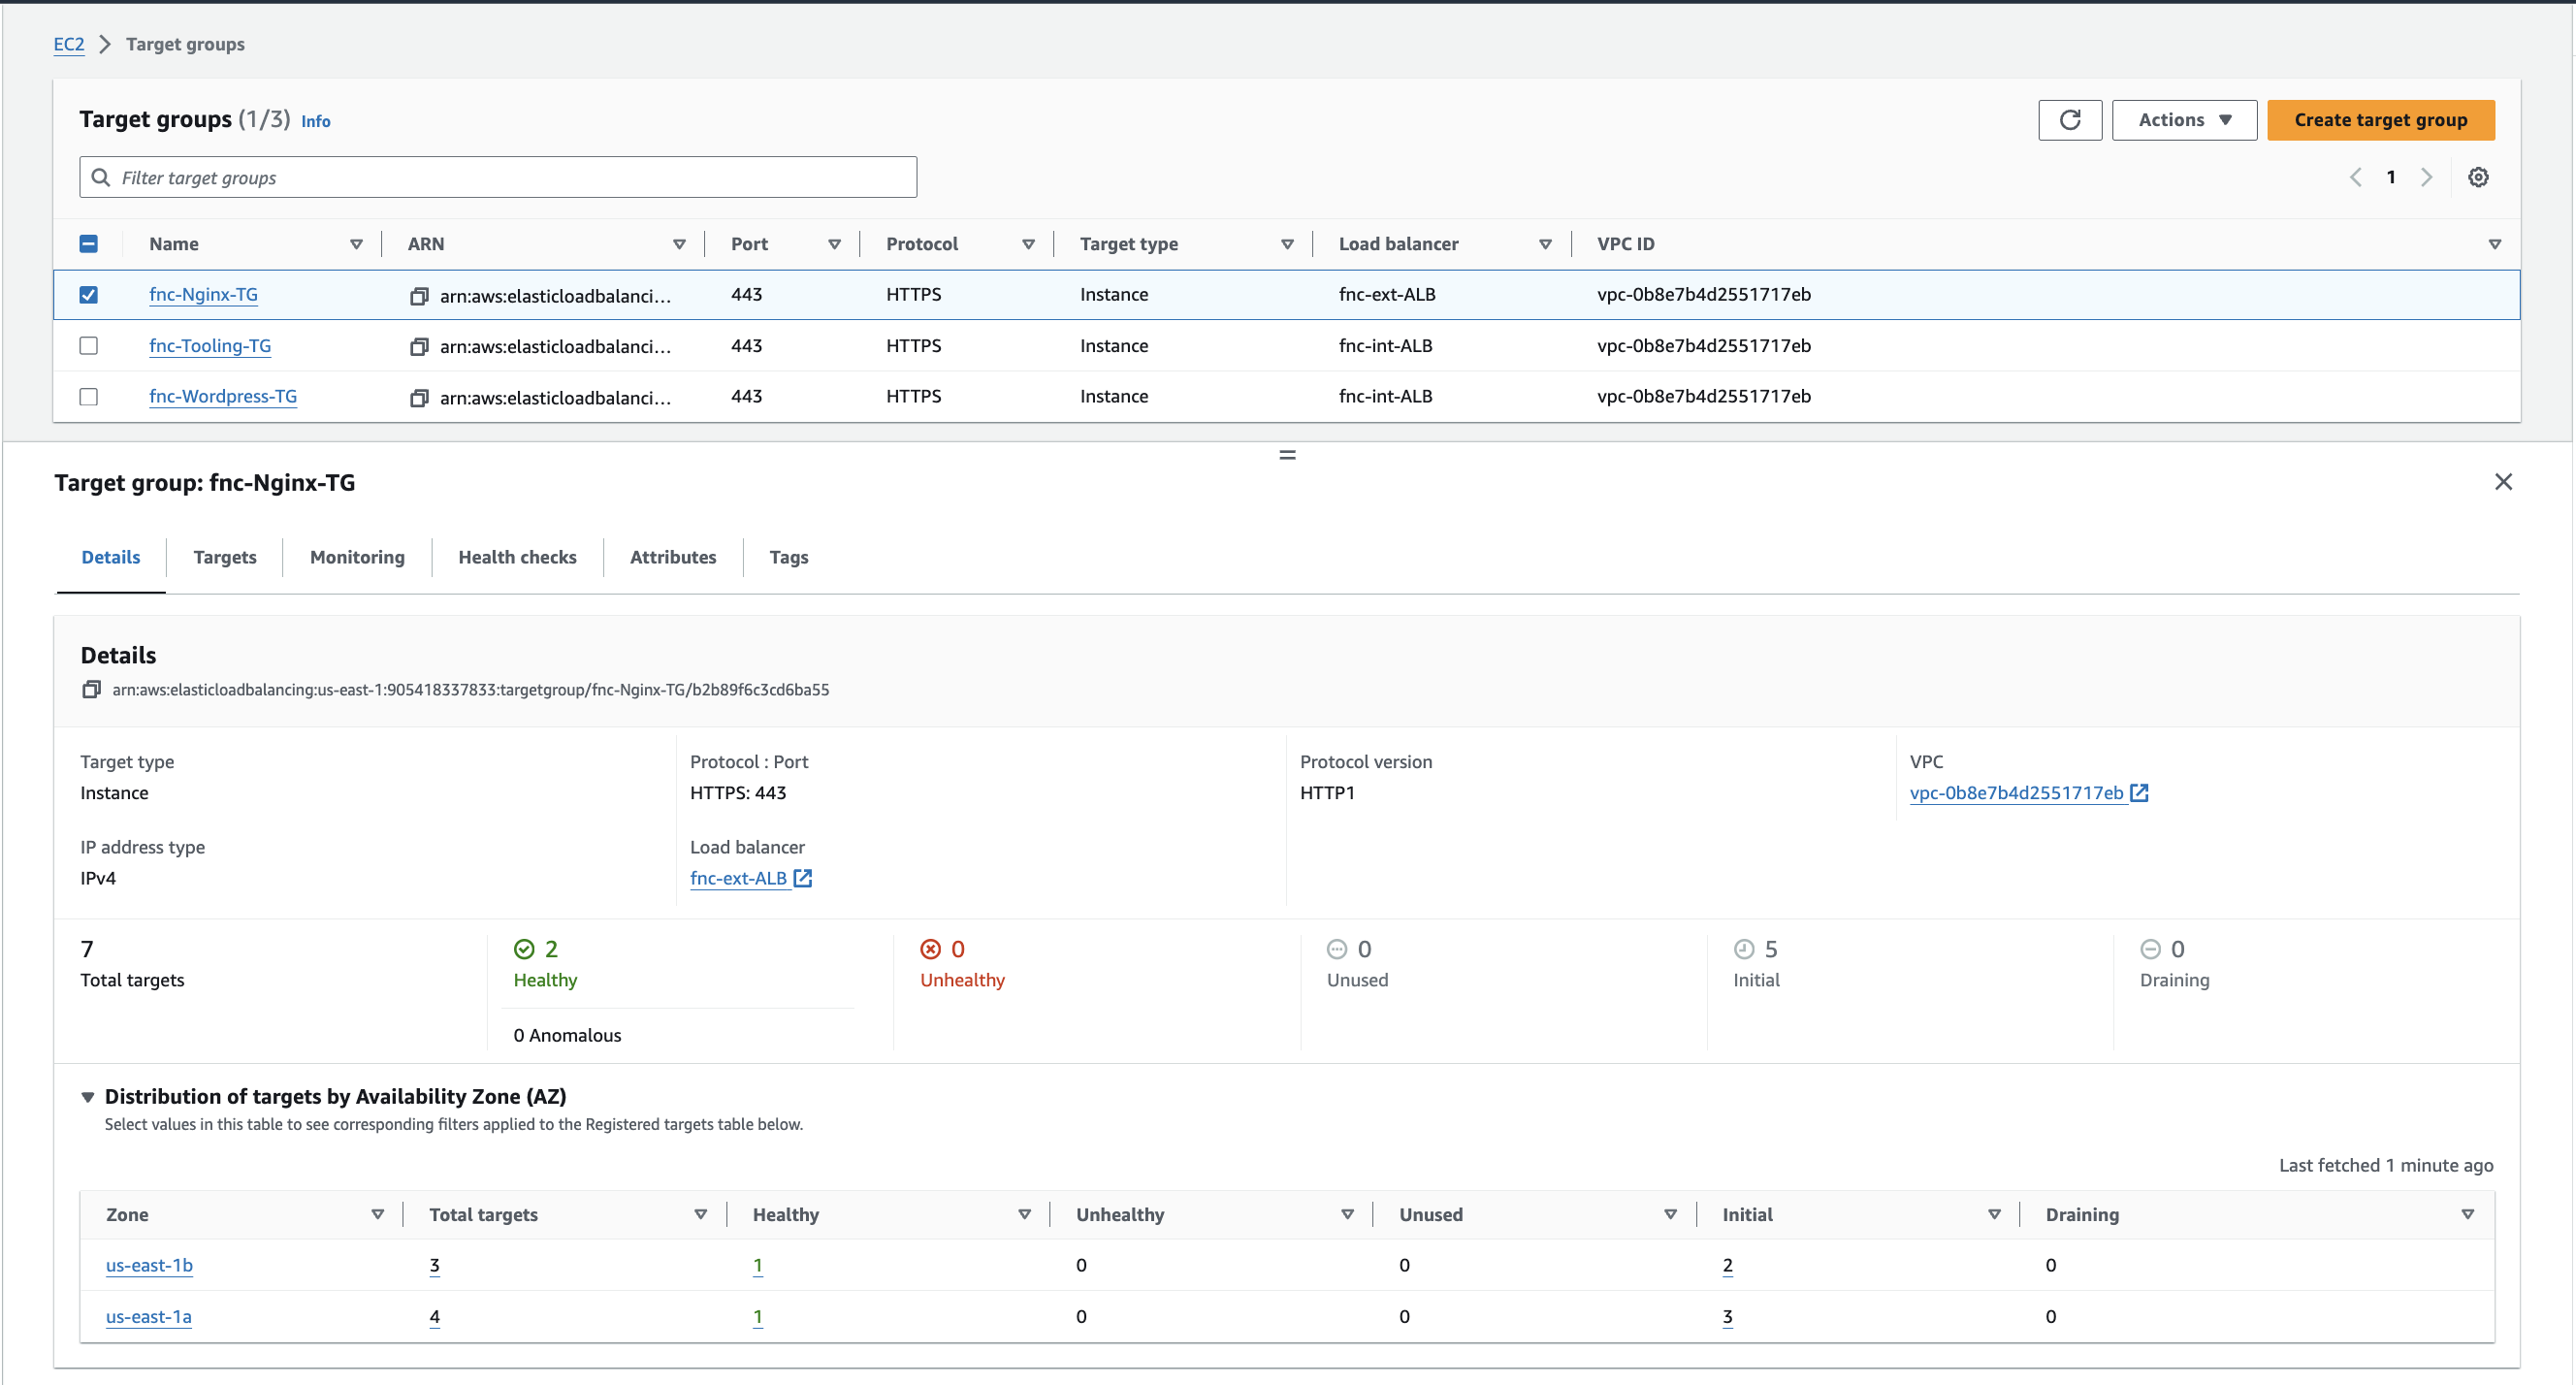 EC2 > Target groups
Target groups (1/3) Info
Actions
Create target group
Filter target groups
1
Name ARN Port Protocol Target type Load balancer VPC ID
fnc-Nginx-TG arn:aws:elasticloadbalanci... 443 HTTPS Instance fnc-ext-ALB vpc-0b8e7b4d2551717eb
fnc-Tooling-TG arn:aws:elasticloadbalanci... 443 HTTPS Instance fnc-int-ALB vpc-0b8e7b4d2551717eb
fnc-Wordpress-TG arn:aws:elasticloadbalanci... 443 HTTPS Instance fnc-int-ALB vpc-0b8e7b4d2551717eb
Target group: fnc-Nginx-TG
Details Targets Monitoring Health checks Attributes Tags
Details
arn:aws:elasticloadbalancing:us-east-1:905418337833:targetgroup/fnc-Nginx-TG/b2b89f6c3cd6ba55
Target type Protocol : Port Protocol version VPC
Instance HTTPS: 443 HTTP1 vpc-0b8e7b4d2551717eb
IP address type Load balancer
IPv4 fnc-ext-ALB
7 2 0 0 5 0
Total targets Healthy Unhealthy Unused Initial Draining
0 Anomalous
Distribution of targets by Availability Zone (AZ)
Select values in this table to see corresponding filters applied to the Registered targets table below.
Last fetched 1 minute ago
Zone Total targets Healthy Unhealthy Unused Initial Draining
us-east-1b 3 1 0 0 2 0
us-east-1a 4 1 0 0 3 0